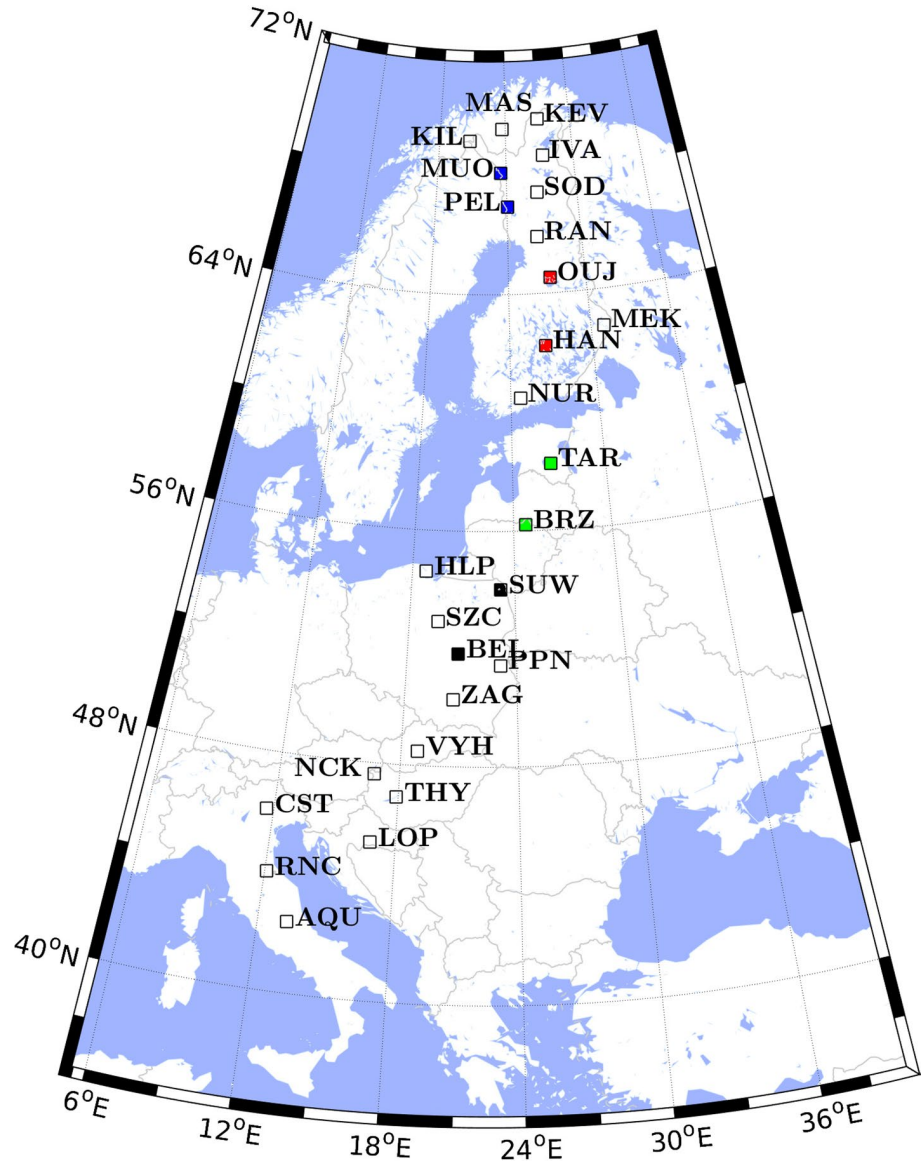 72°N
MAS
KEV
KIL
IVA
MUO
SOD
PEL
RAN
64°N
OUJ
MEK
HAN
NUR
TAR
56°N
BRZ
HLP
SUW
SZC
BEL
PPN
ZAG
48°N
VYH
NCK
THY
CST
LOP
RNC
AQU
40°N
6°E
12°E
18°E
24°E
30°E
36°E